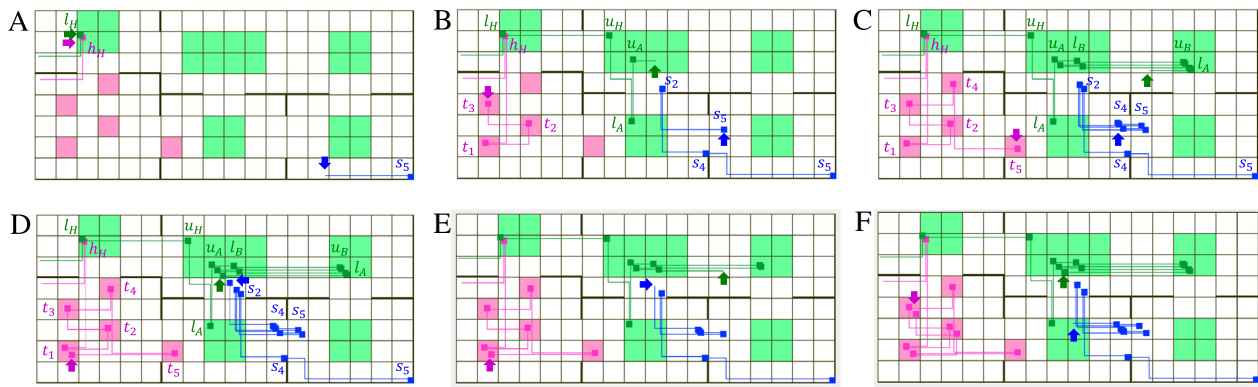 A
l_H
h_H
s_5
B
l_H
u_H
h_H
u_A
s_2
t_3
t_2
l_A
s_5
t_1
s_4
s_5
C
l_H
u_H
h_H
u_A l_B u_B
l_A
t_4
s_2
t_3
s_4
s_5
t_2
l_A
t_1
t_5
s_4
s_5
D
l_H
u_H
h_H
u_A l_B u_B
l_A
t_4
s_2
t_3
s_4 s_5
t_2
l_A
t_1
t_5
s_4
s_5
E
F